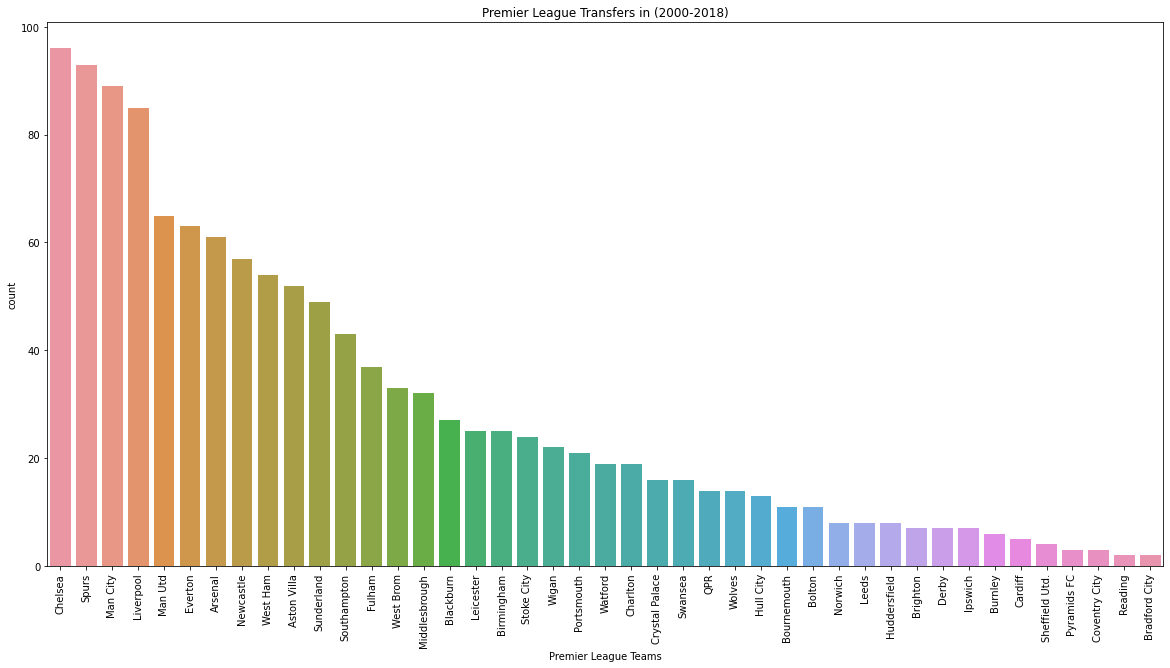 Premier League Transfers in (2000-2018)
count
100
80
60
40
20
0
Chelsea
Spurs
Man City
Liverpool
Man Utd
Everton
Arsenal
Newcastle
West Ham
Aston Villa
Sunderland
Southampton
Fulham
West Brom
Middlesbrough
Blackburn
Leicester
Birmingham
Stoke City
Wigan
Portsmouth
Watford
Charlton
Crystal Palace
Swansea
QPR
Wolves
Hull City
Bournemouth
Bolton
Norwich
Leeds
Huddersfield
Brighton
Derby
Ipswich
Burnley
Cardiff
Sheffield Utd.
Pyramids FC
Coventry City
Reading
Bradford City
Premier League Teams